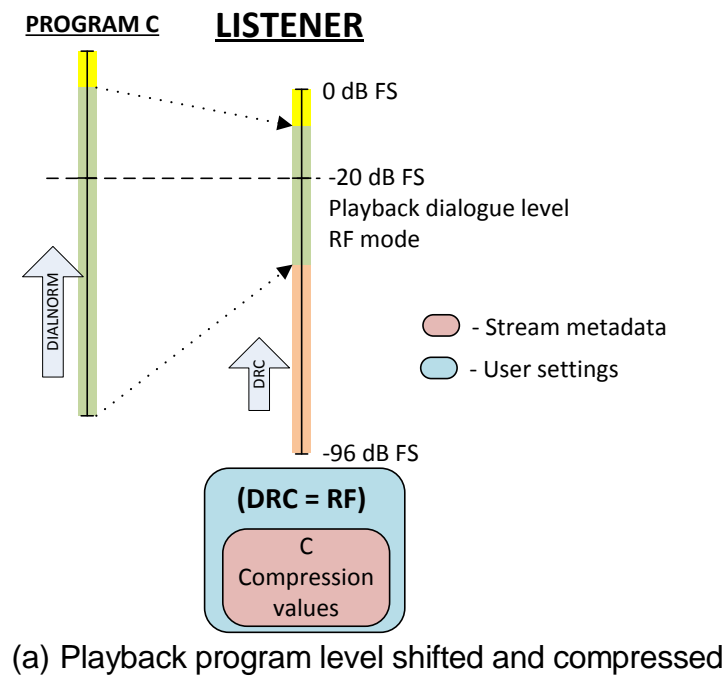 PROGRAM C
LISTENER
0 dB FS
-20 dB FS
Playback dialogue level
RF mode
DIALNORM
DRC
- Stream metadata
- User settings
-96 dB FS
(DRC = RF)
C
Compression
values
(a) Playback program level shifted and compressed